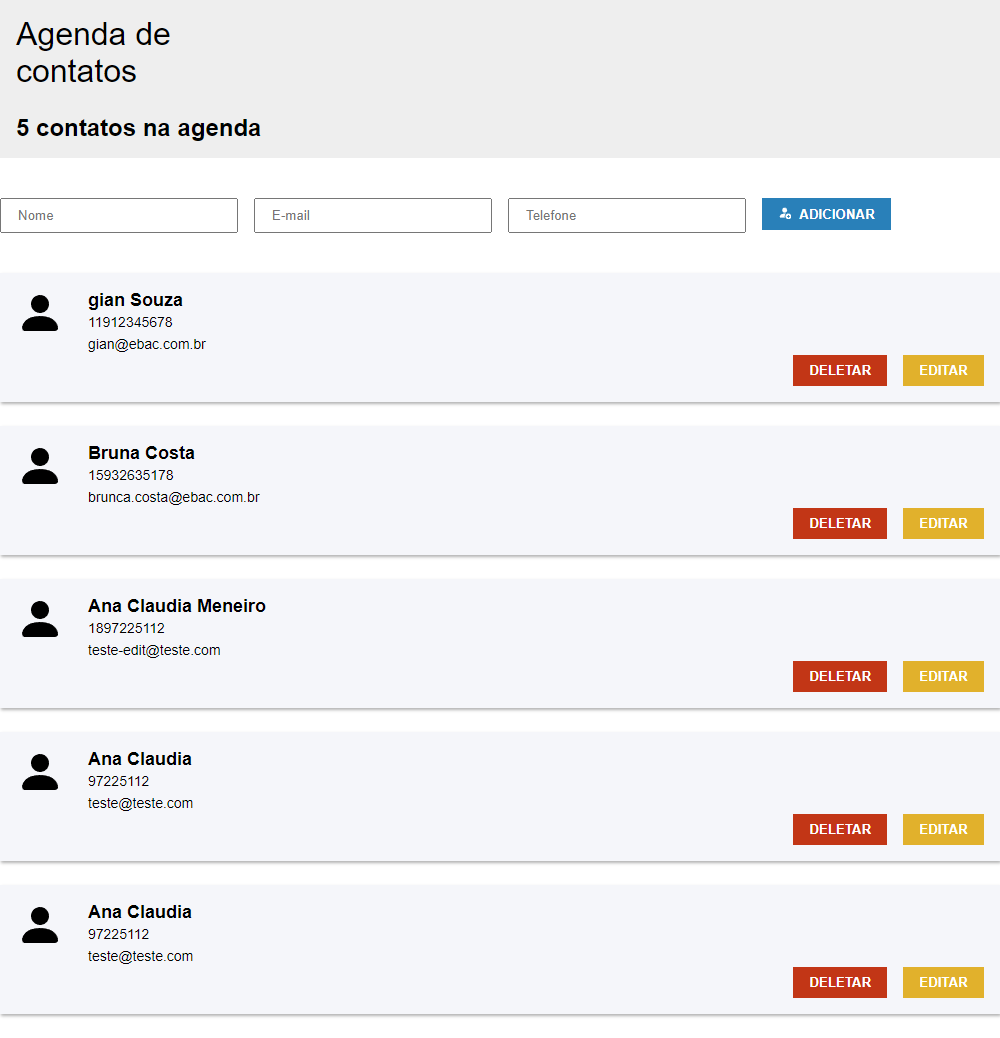 Agenda de
contatos
5 contatos na agenda
Nome E-mail Telefone ADICIONAR
gian Souza
11912345678
gian@ebac.com.br
DELETAR EDITAR
Bruna Costa
15932635178
brunca.costa@ebac.com.br
DELETAR EDITAR
Ana Claudia Meneiro
1897225112
teste-edit@teste.com
DELETAR EDITAR
Ana Claudia
97225112
teste@teste.com
DELETAR EDITAR
Ana Claudia
97225112
teste@teste.com
DELETAR EDITAR